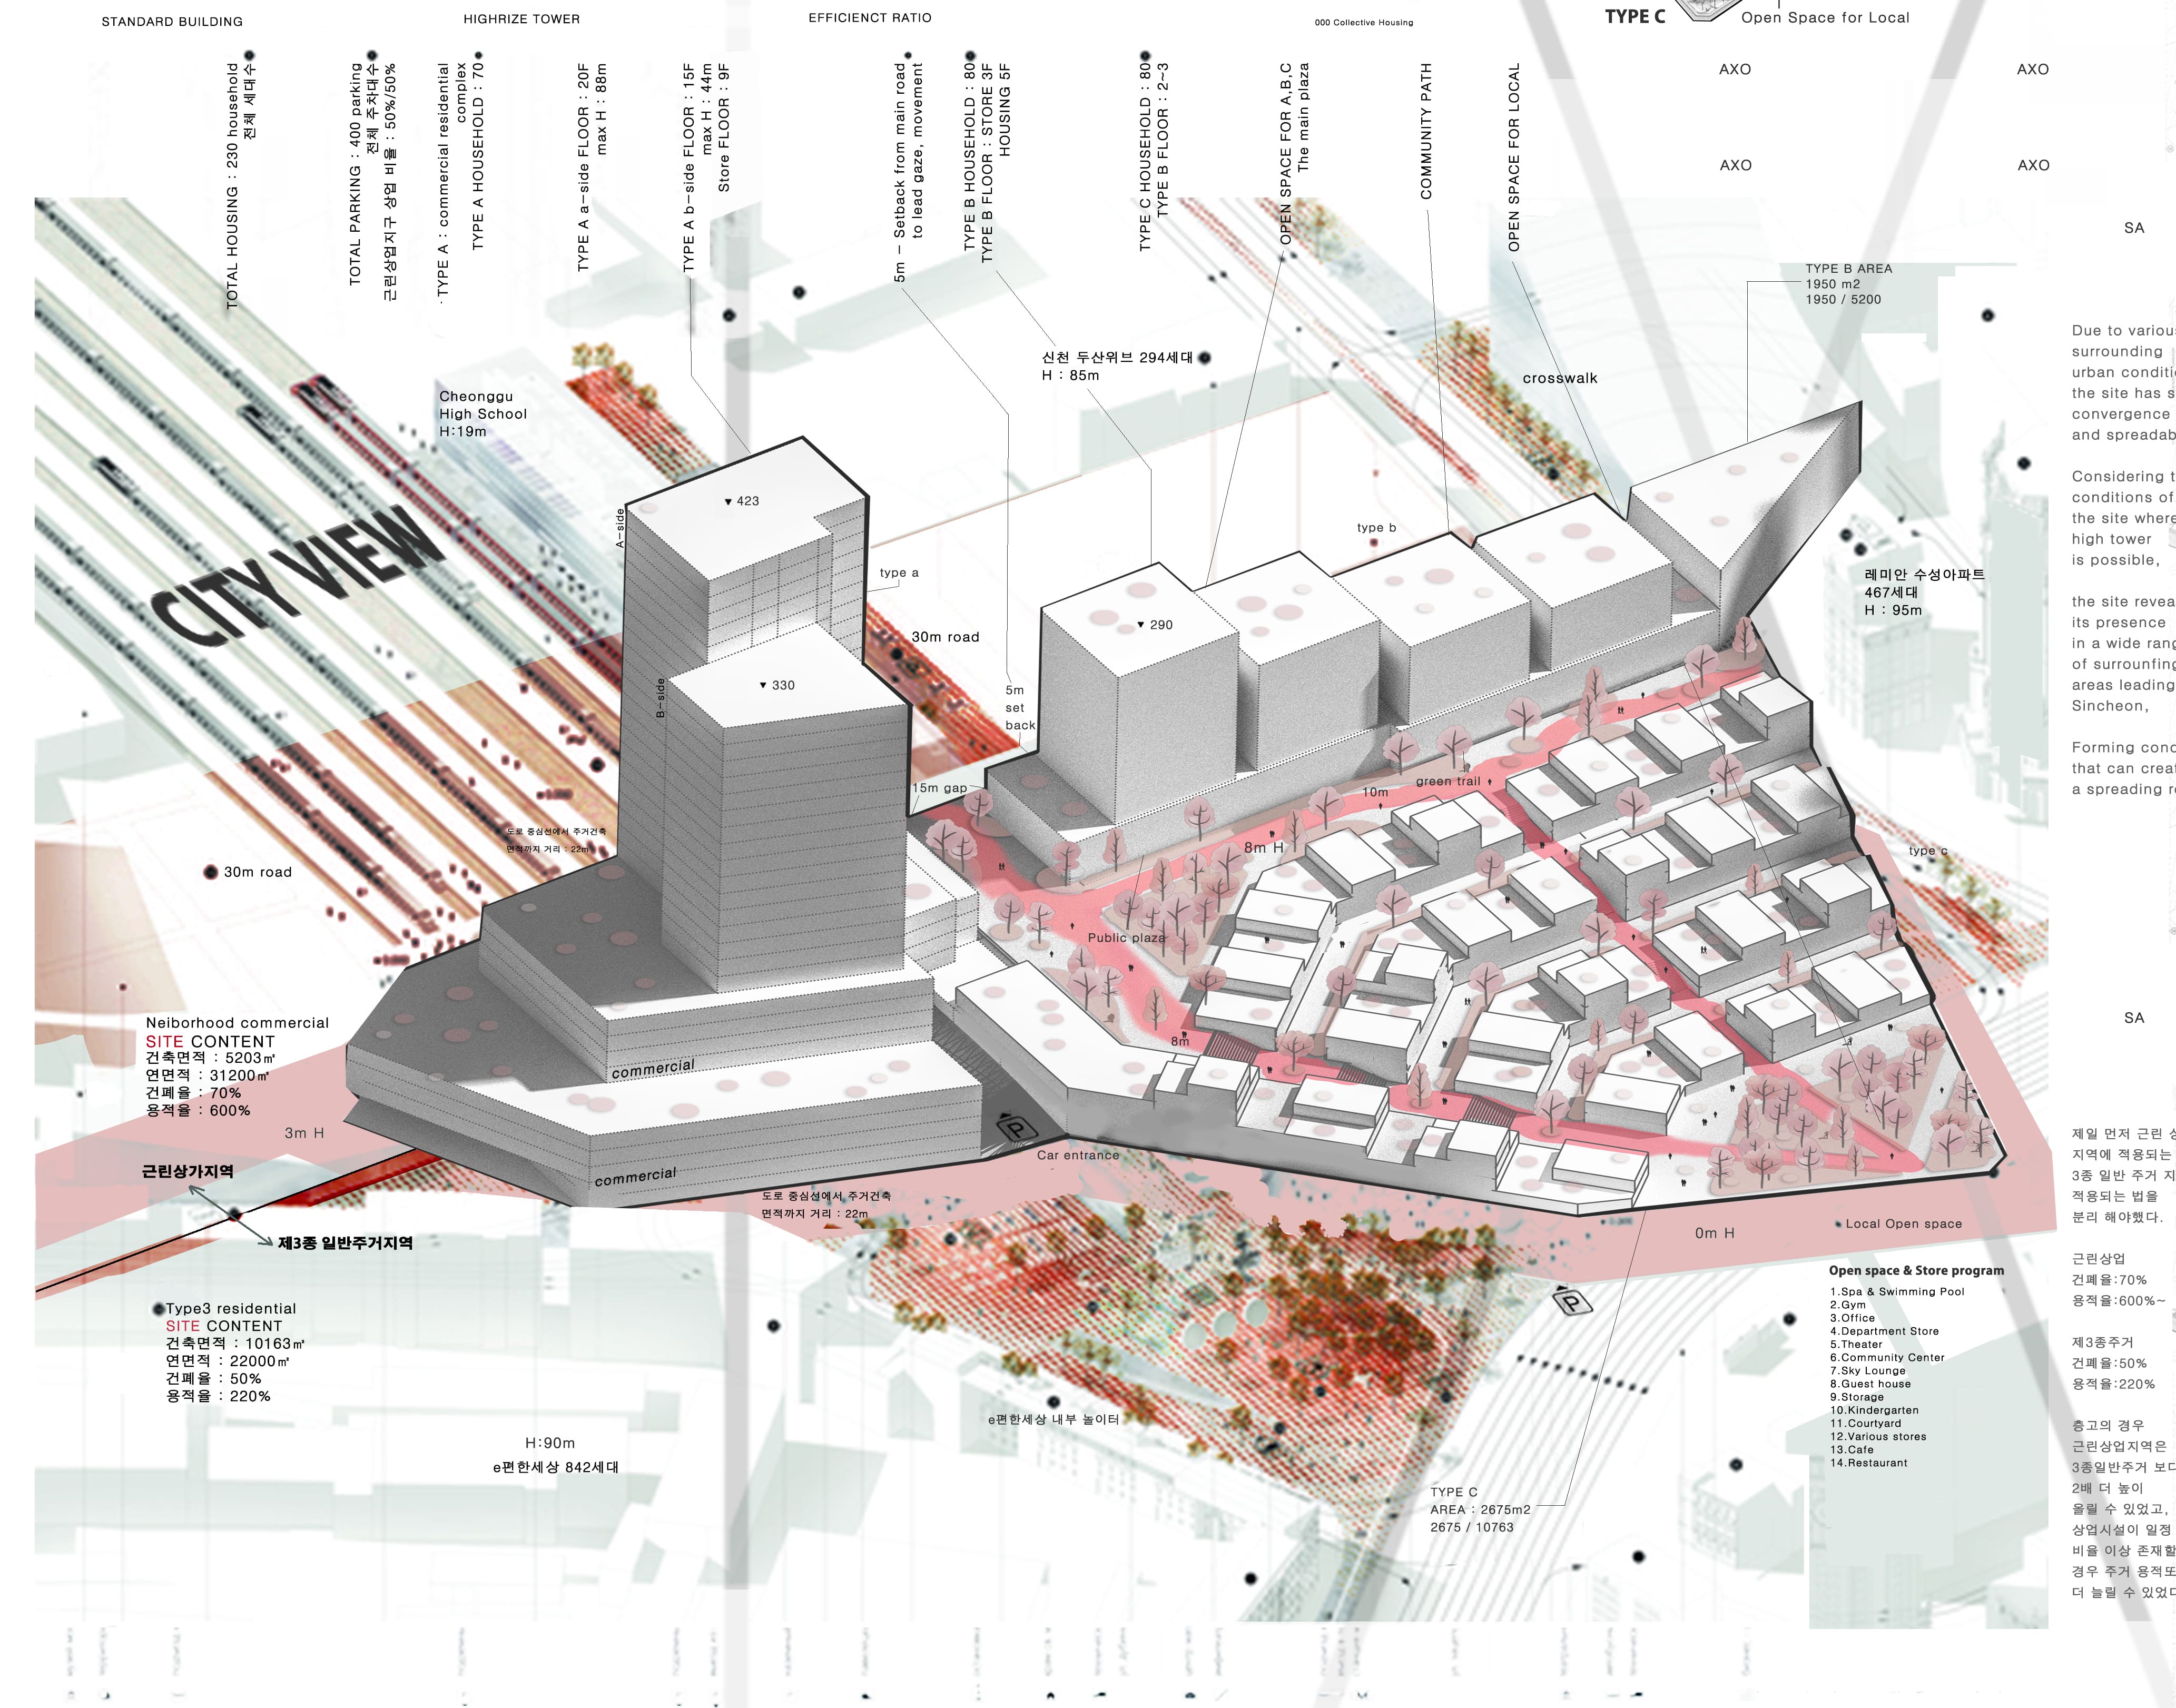 STANDARD BUILDING
HIGHRIZE TOWER
EFFICIENCT RATIO
000 Collective Housing
TYPE C
Open Space for Local
AXO
AXO
AXO
AXO
SA
TOTAL HOUSING : 230 household
전체 세대수
TOTAL PARKING : 400 parking
전체 주차대수
근린상업지구 상업 비율 : 50%/50%
· TYPE A : commercial residential
complex
TYPE A HOUSEHOLD : 70
TYPE A a-side FLOOR : 20F
max H : 88m
TYPE A b-side FLOOR : 15F
max H : 44m
Store FLOOR : 9F
5m - Setback from main road
to lead gaze, movement
TYPE B HOUSEHOLD : 80
TYPE B FLOOR : STORE 3F
HOUSING 5F
TYPE C HOUSEHOLD : 80
TYPE B FLOOR : 2~3
OPEN SPACE FOR A,B,C
The main plaza
COMMUNITY PATH
OPEN SPACE FOR LOCAL
TYPE B AREA
1950 m2
1950 / 5200
신천 두산위브 294세대
H : 85m
crosswalk
Cheonggu
High School
H:19m
CITY VIEW
A-side
423
type a
type b
290
330
B-side
30m road
5m
set
back
15m gap
레미안 수성아파트
467세대
H : 95m
green trail
10m
8m H
type c
도로 중심선에서 주거건축
면적까지 거리 : 22m
30m road
Public plaza
8m
Neiborhood commercial
SITE CONTENT
건축면적 : 5203㎡
연면적 : 31200㎡
건폐율 : 70%
용적율 : 600%
commercial
commercial
P
Car entrance
3m H
근린상가지역
제3종 일반주거지역
도로 중심선에서 주거건축
면적까지 거리 : 22m
0m H
Local Open space
P
Type3 residential
SITE CONTENT
건축면적 : 10163㎡
연면적 : 22000㎡
건폐율 : 50%
용적율 : 220%
H:90m
e편한세상 842세대
e편한세상 내부 놀이터
TYPE C
AREA : 2675m2
2675 / 10763
Open space & Store program
1.Spa & Swimming Pool
2.Gym
3.Office
4.Department Store
5.Theater
6.Community Center
7.Sky Lounge
8.Guest house
9.Storage
10.Kindergarten
11.Courtyard
12.Various stores
13.Cafe
14.Restaurant
Due to various
surrounding
urban conditi
the site has s
convergence
and spreadab
Considering t
conditions of
the site where
high tower
is possible,
the site revea
its presence
in a wide rang
of surrounfing
areas leading
Sincheon,
Forming cond
that can creat
a spreading r
SA
제일 먼저 근린 상
지역에 적용되는
3종 일반 주거 지
적용되는 법을
분리 해야했다.
근린상업
건폐율:70%
용적율:600%~
제3종주거
건폐율:50%
용적율:220%
층고의 경우
근린상업지역은
3종일반주거 보다
2배 더 높이
올릴 수 있었고,
상업시설이 일정
비율 이상 존재할
경우 주거 용적또
더 늘릴 수 있었다